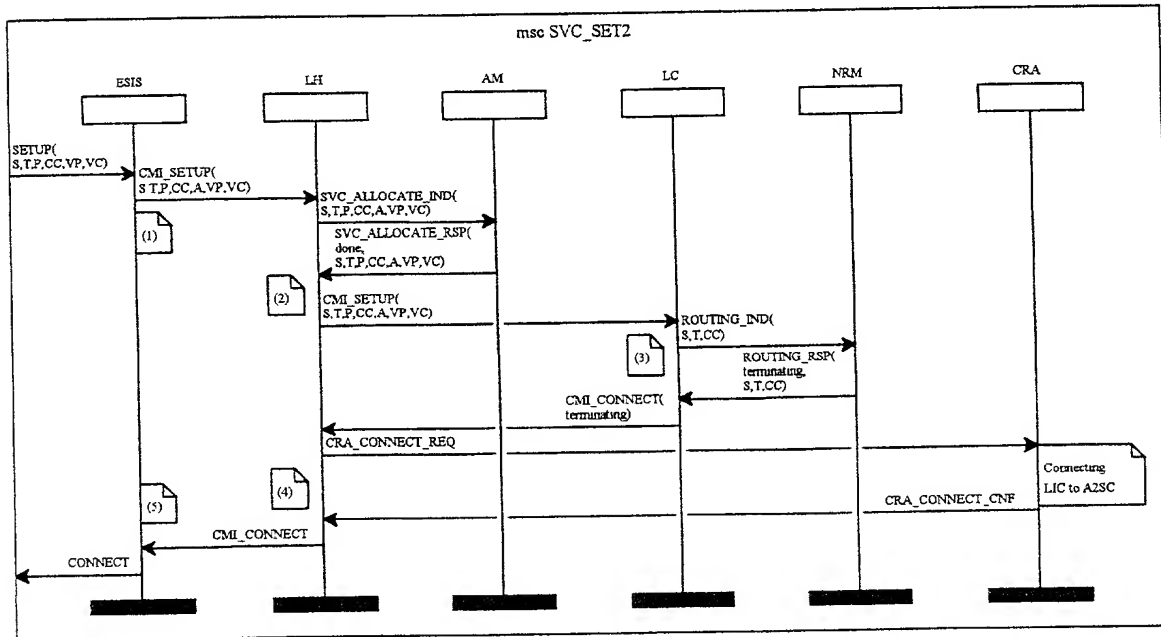 msc SVC_SET2
ESIS
LH
AM
LC
NRM
CRA
SETUP(
S,T,P,CC,VP,VC)
CMI_SETUP(
S T,P,CC,A,VP,VC)
SVC_ALLOCATE_IND(
S,T,P,CC,A,VP,VC)
(1)
SVC_ALLOCATE_RSP(
done,
S,T,P,CC,A,VP,VC)
(2)
CMI_SETUP(
S,T,P,CC,A,VP,VC)
ROUTING_IND(
S,T,CC)
(3)
ROUTING_RSP(
terminating,
S,T,CC)
CMI_CONNECT(
terminating)
CRA_CONNECT_REQ
Connecting
LIC to A2SC
(4)
(5)
CRA_CONNECT_CNF
CMI_CONNECT
CONNECT